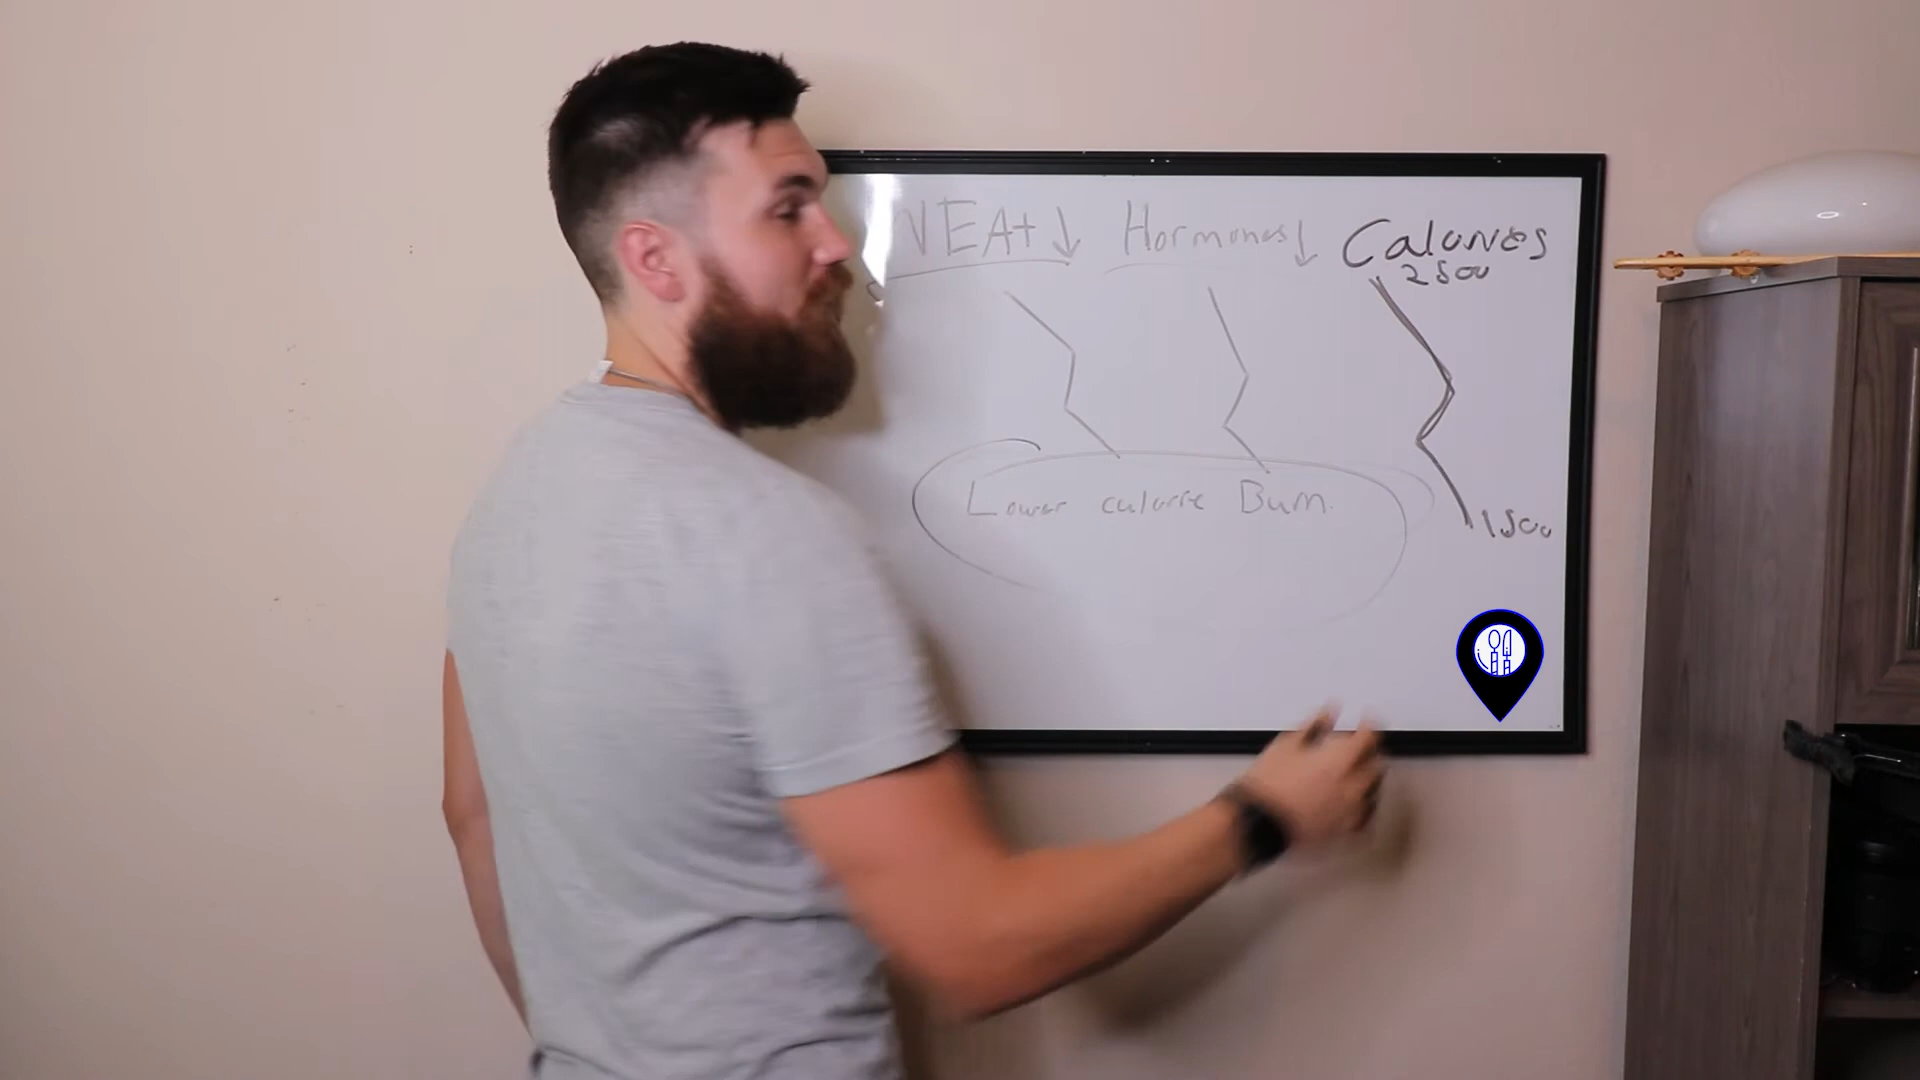 NEAT ↓ Hormones ↓ Calories
2500
Lower calorie Burn.
1500